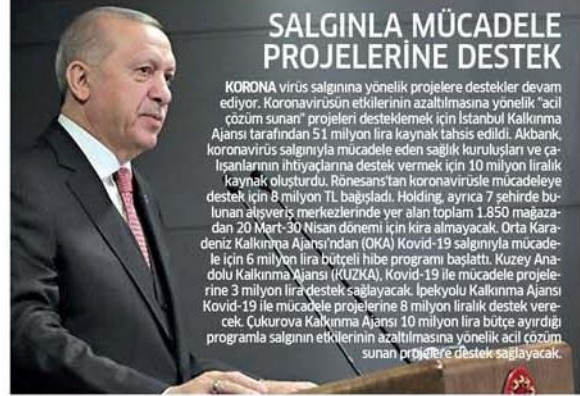 SALGINLA MÜCADELE
PROJELERİNE DESTEK
KORONA virüs salgınına yönelik projelere destekler devam
ediyor. Koronavirüsün etkilerinin azaltılmasına yönelik "acil
çözüm sunan" projeleri desteklemek için İstanbul Kalkınma
Ajansı tarafından 51 milyon lira kaynak tahsis edildi. Akbank,
koronavirüs salgınıyla mücadele eden sağlık kuruluşları ve ça-
lışanlarının ihtiyaçlarına destek vermek için 10 milyon liralık
kaynak oluşturdu. Rönesans'tan koronavirüsle mücadeleye
destek için 8 milyon TL bağışladı. Holding, ayrıca 7 şehirde bu-
lunan alışveriş merkezlerinde yer alan toplam 1.850 mağaza-
dan 20 Mart-30 Nisan dönemi için kira almayacak. Orta Kara-
deniz Kalkınma Ajansı'ndan (OKA) Kovid-19 salgınıyla mücade-
le için 6 milyon lira bütçeli hibe programı başlattı. Kuzey Ana-
dolu Kalkınma Ajansı (KUZKA), Kovid-19 ile mücadele projele-
rine 3 milyon lira destek sağlayacak. İpekyolu Kalkınma Ajansı
Kovid-19 ile mücadele projelerine 8 milyon liralık destek vere-
cek. Çukurova Kalkınma Ajansı 10 milyon lira bütçe ayırdığı
programla salgının etkilerinin azaltılmasına yönelik acil çözüm
sunan projelere destek sağlayacak.